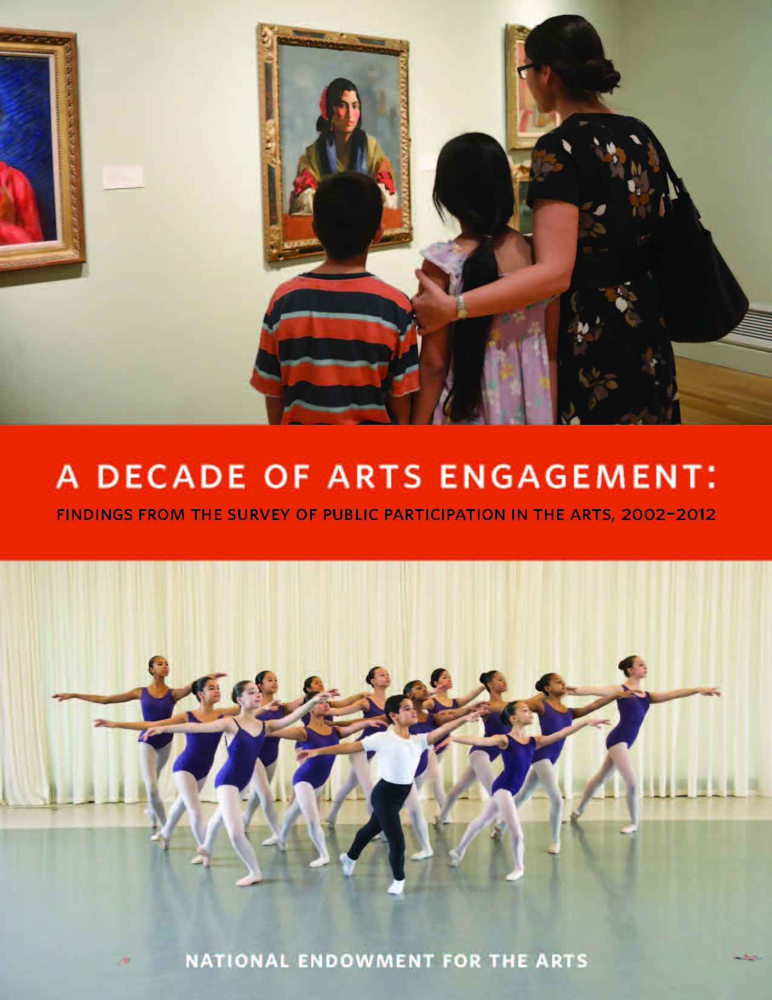 A DECADE OF ARTS ENGAGEMENT:
FINDINGS FROM THE SURVEY OF PUBLIC PARTICIPATION IN THE ARTS, 2002–2012
NATIONAL ENDOWMENT FOR THE ARTS